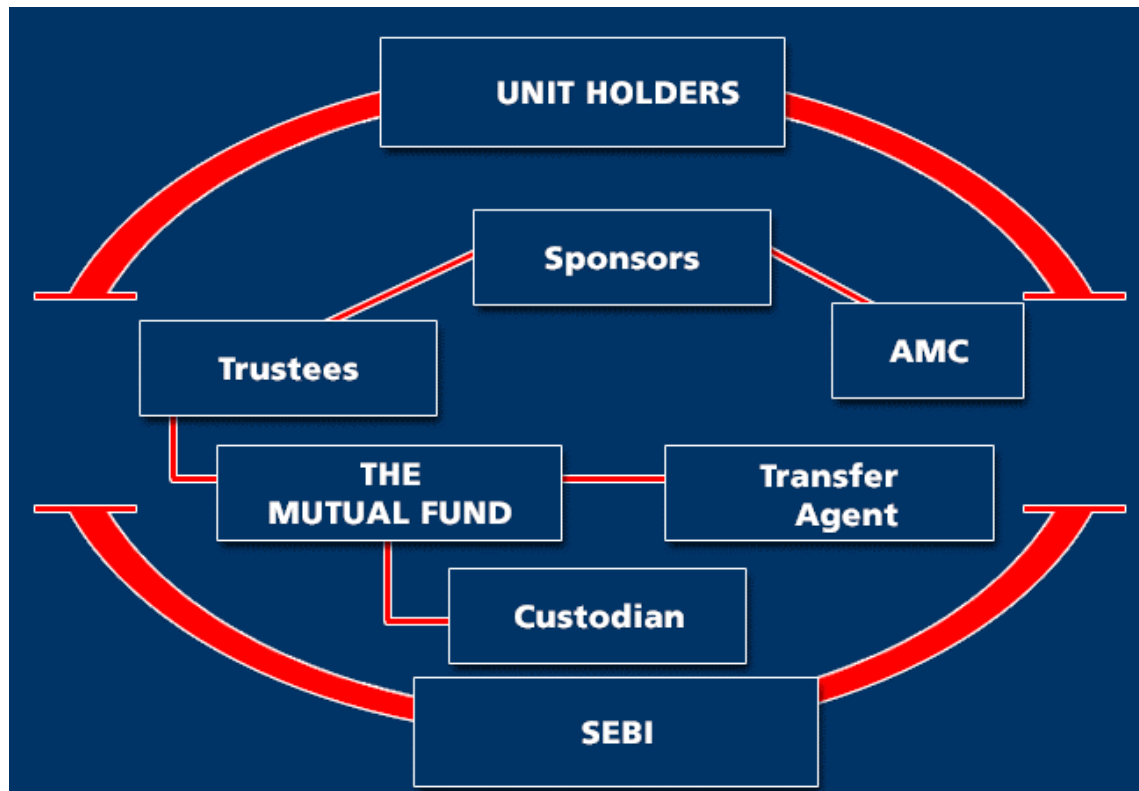 UNIT HOLDERS
Sponsors
AMC
Trustees
THE
MUTUAL FUND
Transfer
Agent
Custodian
SEBI